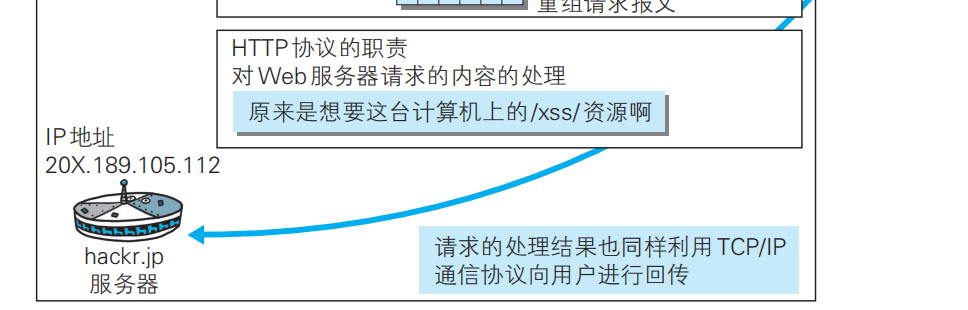 重组请求报文
HTTP协议的职责
对Web服务器请求的内容的处理
原来是想要这台计算机上的/xss/资源啊
IP地址
20X.189.105.112
hackr.jp
服务器
请求的处理结果也同样利用TCP/IP
通信协议向用户进行回传